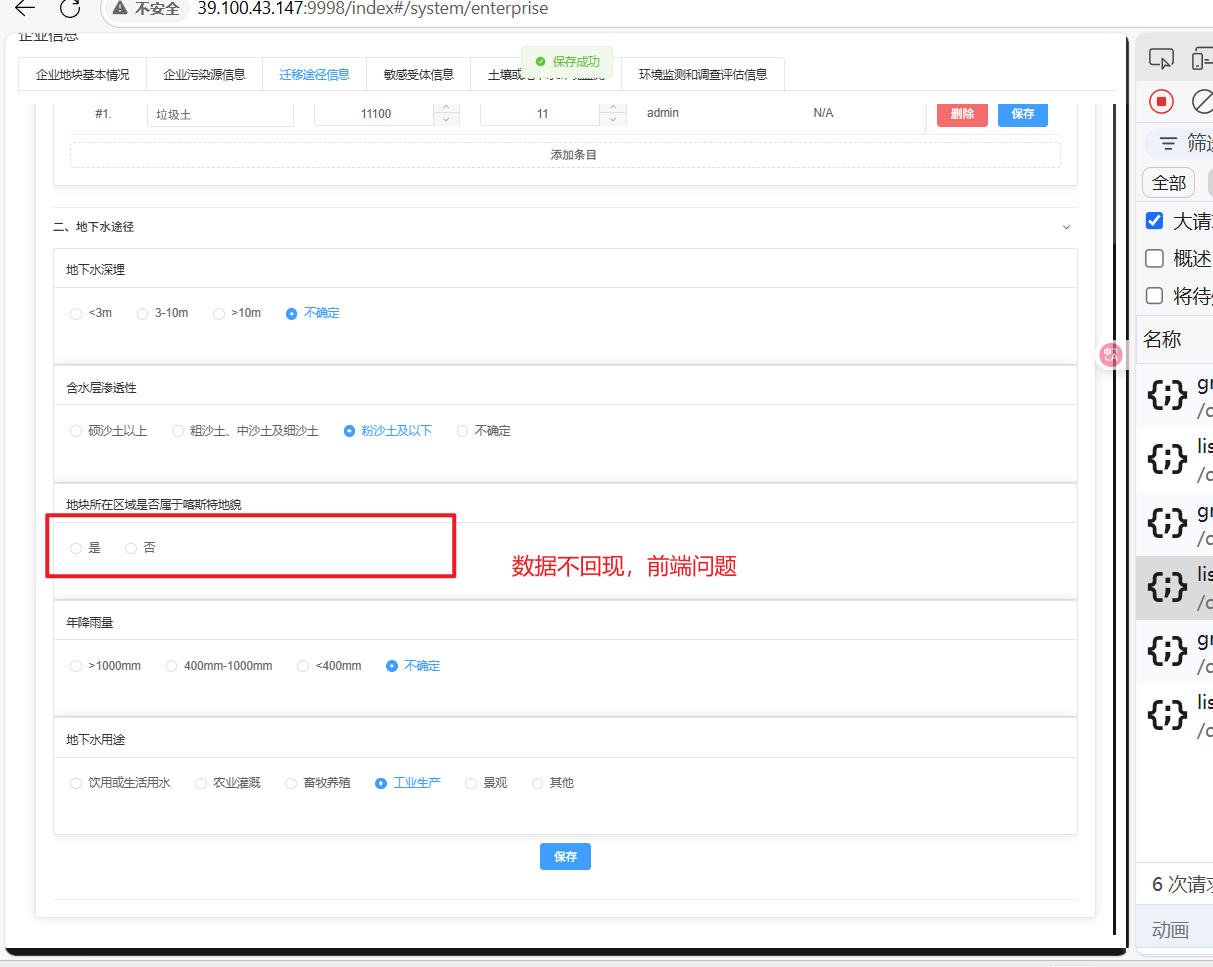 不安全 39.100.43.147:9998/index#/system/enterprise
企业信息
保存成功
企业地块基本情况 企业污染源信息 迁移途径信息 敏感受体信息 土壤或 环境监测和调查评估信息
#1. 垃圾土 11100 11 admin N/A 删除 保存
添加条目
二、地下水途径
地下水深埋
<3m 3-10m >10m 不确定
含水层渗透性
硕沙土以上 粗沙土、中沙土及细沙土 粉沙土及以下 不确定
地块所在区域是否属于喀斯特地貌
是 否
数据不回现，前端问题
年降雨量
>1000mm 400mm-1000mm <400mm 不确定
地下水用途
饮用或生活用水 农业灌溉 畜牧养殖 工业生产 景观 其他
保存
筛
全部
大请
概述
将待
名称
{;} gr
/c
{;} lis
/c
{;} gr
/c
{;} lis
/c
{;} gr
/c
{;} lis
/c
6 次请
动画